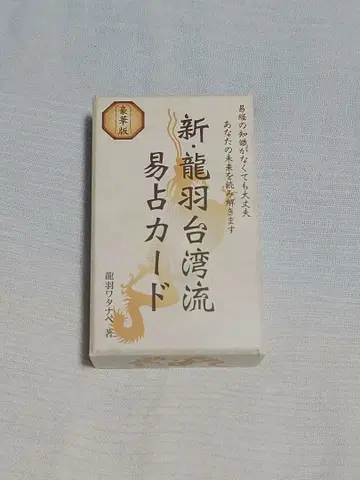 易経の知識がなくても大丈夫
あなたの未来を読み解きます
豪華版
新・龍羽台湾流
易占カード
龍羽ワタナベ 著